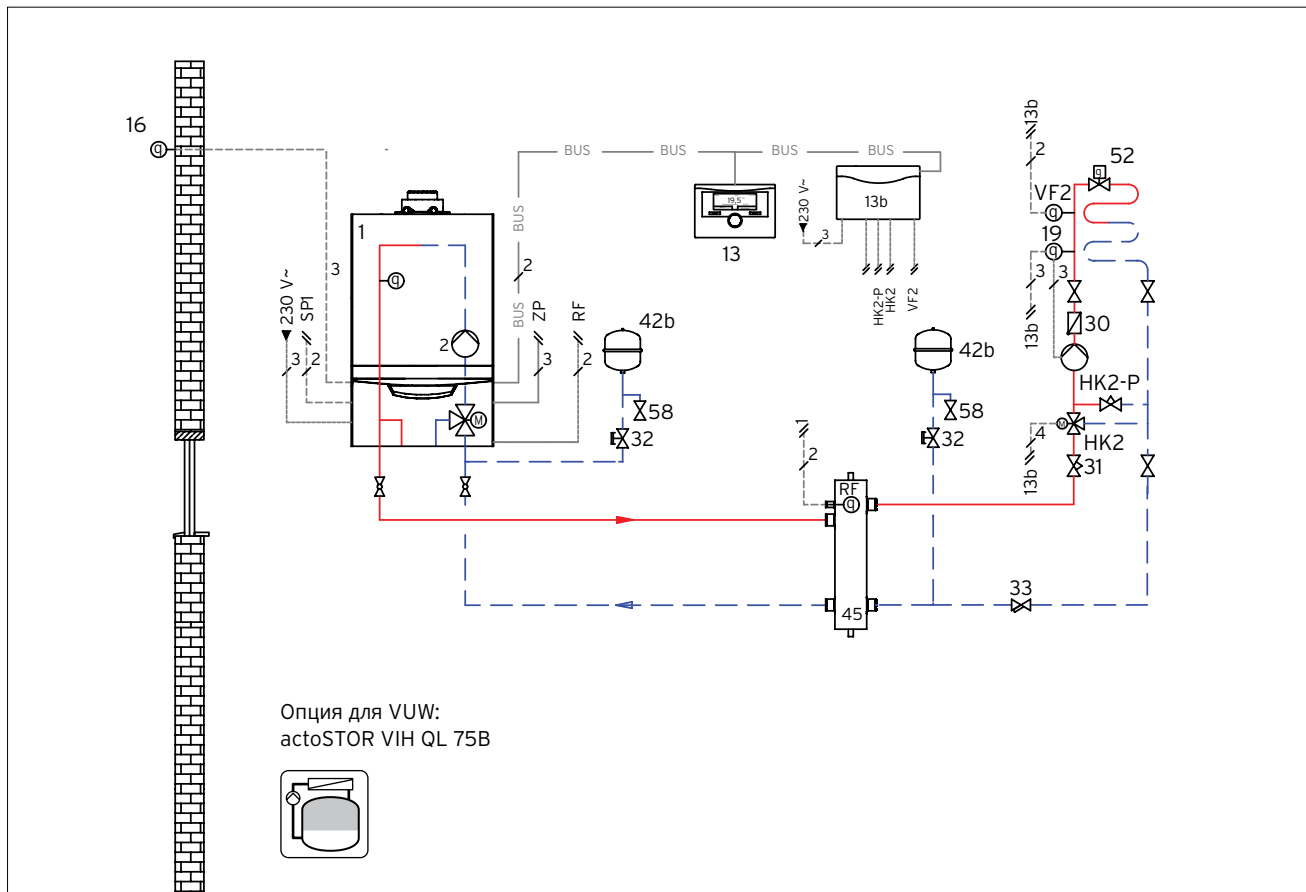 16
1
3
230 V~
SP1
3
2
2
M
BUS
BUS
BUS
BUS
BUS
BUS
2
ZP
3
RF
2
19,5
13
230 V~
3
13b
HK2-P
HK2
VF2
42b
58
32
42b
58
32
1
2
RF
45
33
13b
2
VF2
52
19
3
13b
3
30
HK2-P
M
4
13b
HK2
31
Опция для VUW:
actoSTOR VIH QL 75B
q
q
q
q
q
q